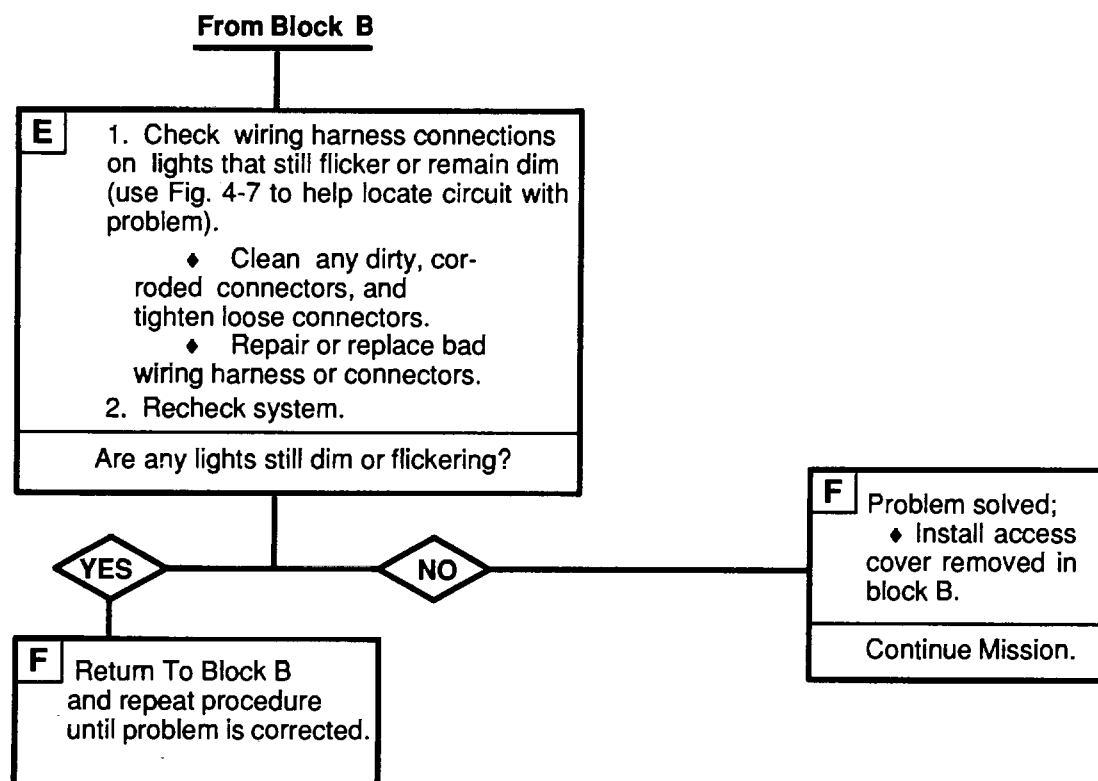 From Block B
E
1. Check wiring harness connections
on lights that still flicker or remain dim
(use Fig. 4-7 to help locate circuit with
problem).
♦ Clean any dirty, cor-
roded connectors, and
tighten loose connectors.
♦ Repair or replace bad
wiring harness or connectors.
2. Recheck system.
Are any lights still dim or flickering?
YES
NO
F
Problem solved;
♦ Install access
cover removed in
block B.
Continue Mission.
F
Return To Block B
and repeat procedure
until problem is corrected.